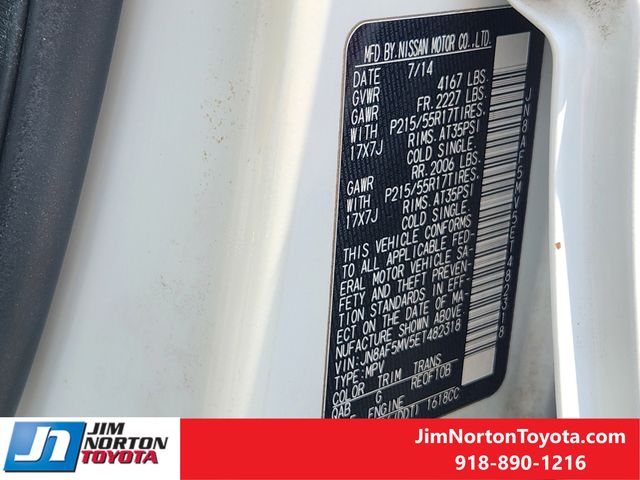 MFD.BY.NISSAN MOTOR CO.,LTD.
DATE 7/14
GVWR 4167 LBS
GAWR FR. 2227 LBS
WITH P215/55R17TIRES.
17X7J RIMS. AT35PSI
COLD SINGLE.
GAWR RR. 2006 LBS.
WITH P215/55R17TIRES.
17X7J RIMS. AT35PSI
COLD SINGLE
THIS VEHICLE CONFORMS
TO ALL APPLICABLE FED-
ERAL MOTOR VEHICLE SA-
FETY AND THEFT PREVEN-
TION STANDARDS IN EFF-
ECT ON THE DATE OF MA-
NUFACTURE SHOWN ABOVE.
VIN: JN8AF5MV5ET482318
TYPE: MPV
COLOR TRIM TRANS
QAB G RE0F10B
ENGINE
(DDT) 1618CC
JN8AF5MV5ET482318
JIM
NORTON
TOYOTA
JimNortonToyota.com
918-890-1216